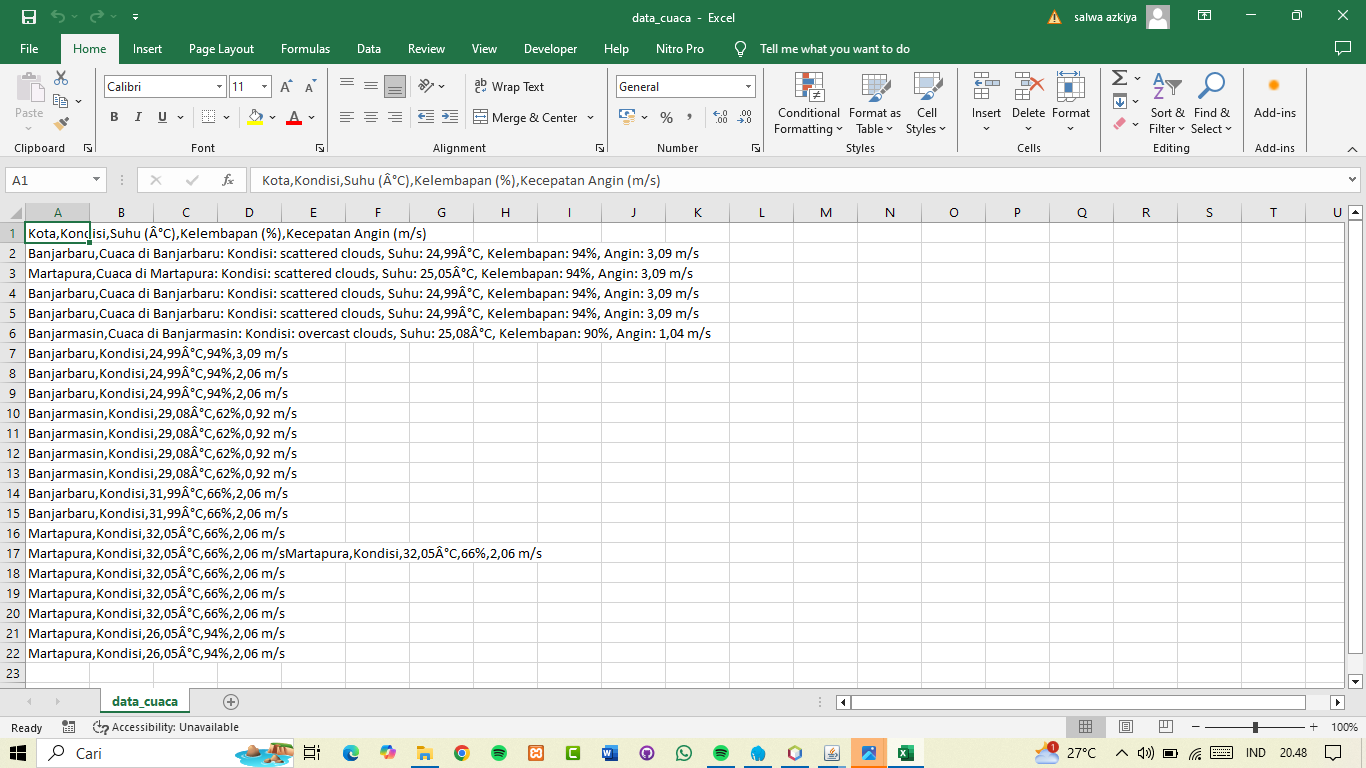 data_cuaca - Excel
salwa azkiya
File Home Insert Page Layout Formulas Data Review View Developer Help Nitro Pro Tell me what you want to do
Paste
Clipboard
Calibri 11
B I U
Font
Wrap Text
Merge & Center
Alignment
General
Number
Conditional Formatting
Format as Table
Cell Styles
Styles
Insert Delete Format
Cells
Sort & Filter
Find & Select
Editing
Add-ins
Add-ins
A1 fx Kota,Kondisi,Suhu (Â°C),Kelembapan (%),Kecepatan Angin (m/s)
A B C D E F G H I J K L M N O P Q R S T U
1 Kota,Kondisi,Suhu (Â°C),Kelembapan (%),Kecepatan Angin (m/s)
2 Banjarbaru,Cuaca di Banjarbaru: Kondisi: scattered clouds, Suhu: 24,99Â°C, Kelembapan: 94%, Angin: 3,09 m/s
3 Martapura,Cuaca di Martapura: Kondisi: scattered clouds, Suhu: 25,05Â°C, Kelembapan: 94%, Angin: 3,09 m/s
4 Banjarbaru,Cuaca di Banjarbaru: Kondisi: scattered clouds, Suhu: 24,99Â°C, Kelembapan: 94%, Angin: 3,09 m/s
5 Banjarbaru,Cuaca di Banjarbaru: Kondisi: scattered clouds, Suhu: 24,99Â°C, Kelembapan: 94%, Angin: 3,09 m/s
6 Banjarmasin,Cuaca di Banjarmasin: Kondisi: overcast clouds, Suhu: 25,08Â°C, Kelembapan: 90%, Angin: 1,04 m/s
7 Banjarbaru,Kondisi,24,99Â°C,94%,3,09 m/s
8 Banjarbaru,Kondisi,24,99Â°C,94%,2,06 m/s
9 Banjarbaru,Kondisi,24,99Â°C,94%,2,06 m/s
10 Banjarmasin,Kondisi,29,08Â°C,62%,0,92 m/s
11 Banjarmasin,Kondisi,29,08Â°C,62%,0,92 m/s
12 Banjarmasin,Kondisi,29,08Â°C,62%,0,92 m/s
13 Banjarmasin,Kondisi,29,08Â°C,62%,0,92 m/s
14 Banjarbaru,Kondisi,31,99Â°C,66%,2,06 m/s
15 Banjarbaru,Kondisi,31,99Â°C,66%,2,06 m/s
16 Martapura,Kondisi,32,05Â°C,66%,2,06 m/s
17 Martapura,Kondisi,32,05Â°C,66%,2,06 m/sMartapura,Kondisi,32,05Â°C,66%,2,06 m/s
18 Martapura,Kondisi,32,05Â°C,66%,2,06 m/s
19 Martapura,Kondisi,32,05Â°C,66%,2,06 m/s
20 Martapura,Kondisi,32,05Â°C,66%,2,06 m/s
21 Martapura,Kondisi,26,05Â°C,94%,2,06 m/s
22 Martapura,Kondisi,26,05Â°C,94%,2,06 m/s
23
data_cuaca
Ready Accessibility: Unavailable 100%
Cari 1 27°C IND 20.48